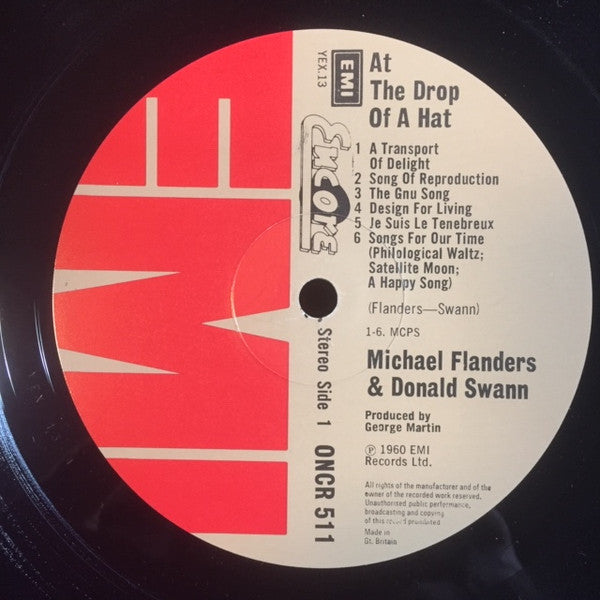 EMI
YEX.13
EMI
At
The Drop
Of A Hat
Encore
1 A Transport
Of Delight
2 Song Of Reproduction
3 The Gnu Song
4 Design For Living
5 Je Suis Le Tenebreux
6 Songs For Our Time
(Philological Waltz;
Satellite Moon;
A Happy Song)
(Flanders—Swann)
1-6. MCPS
Michael Flanders
& Donald Swann
Produced by
George Martin
℗ 1960 EMI
Records Ltd.
All rights of the manufacturer and of the
owner of the recorded work reserved.
Unauthorised public performance,
broadcasting and copying
of this record prohibited
Made in
Gt. Britain
Stereo Side 1 ONCR 511